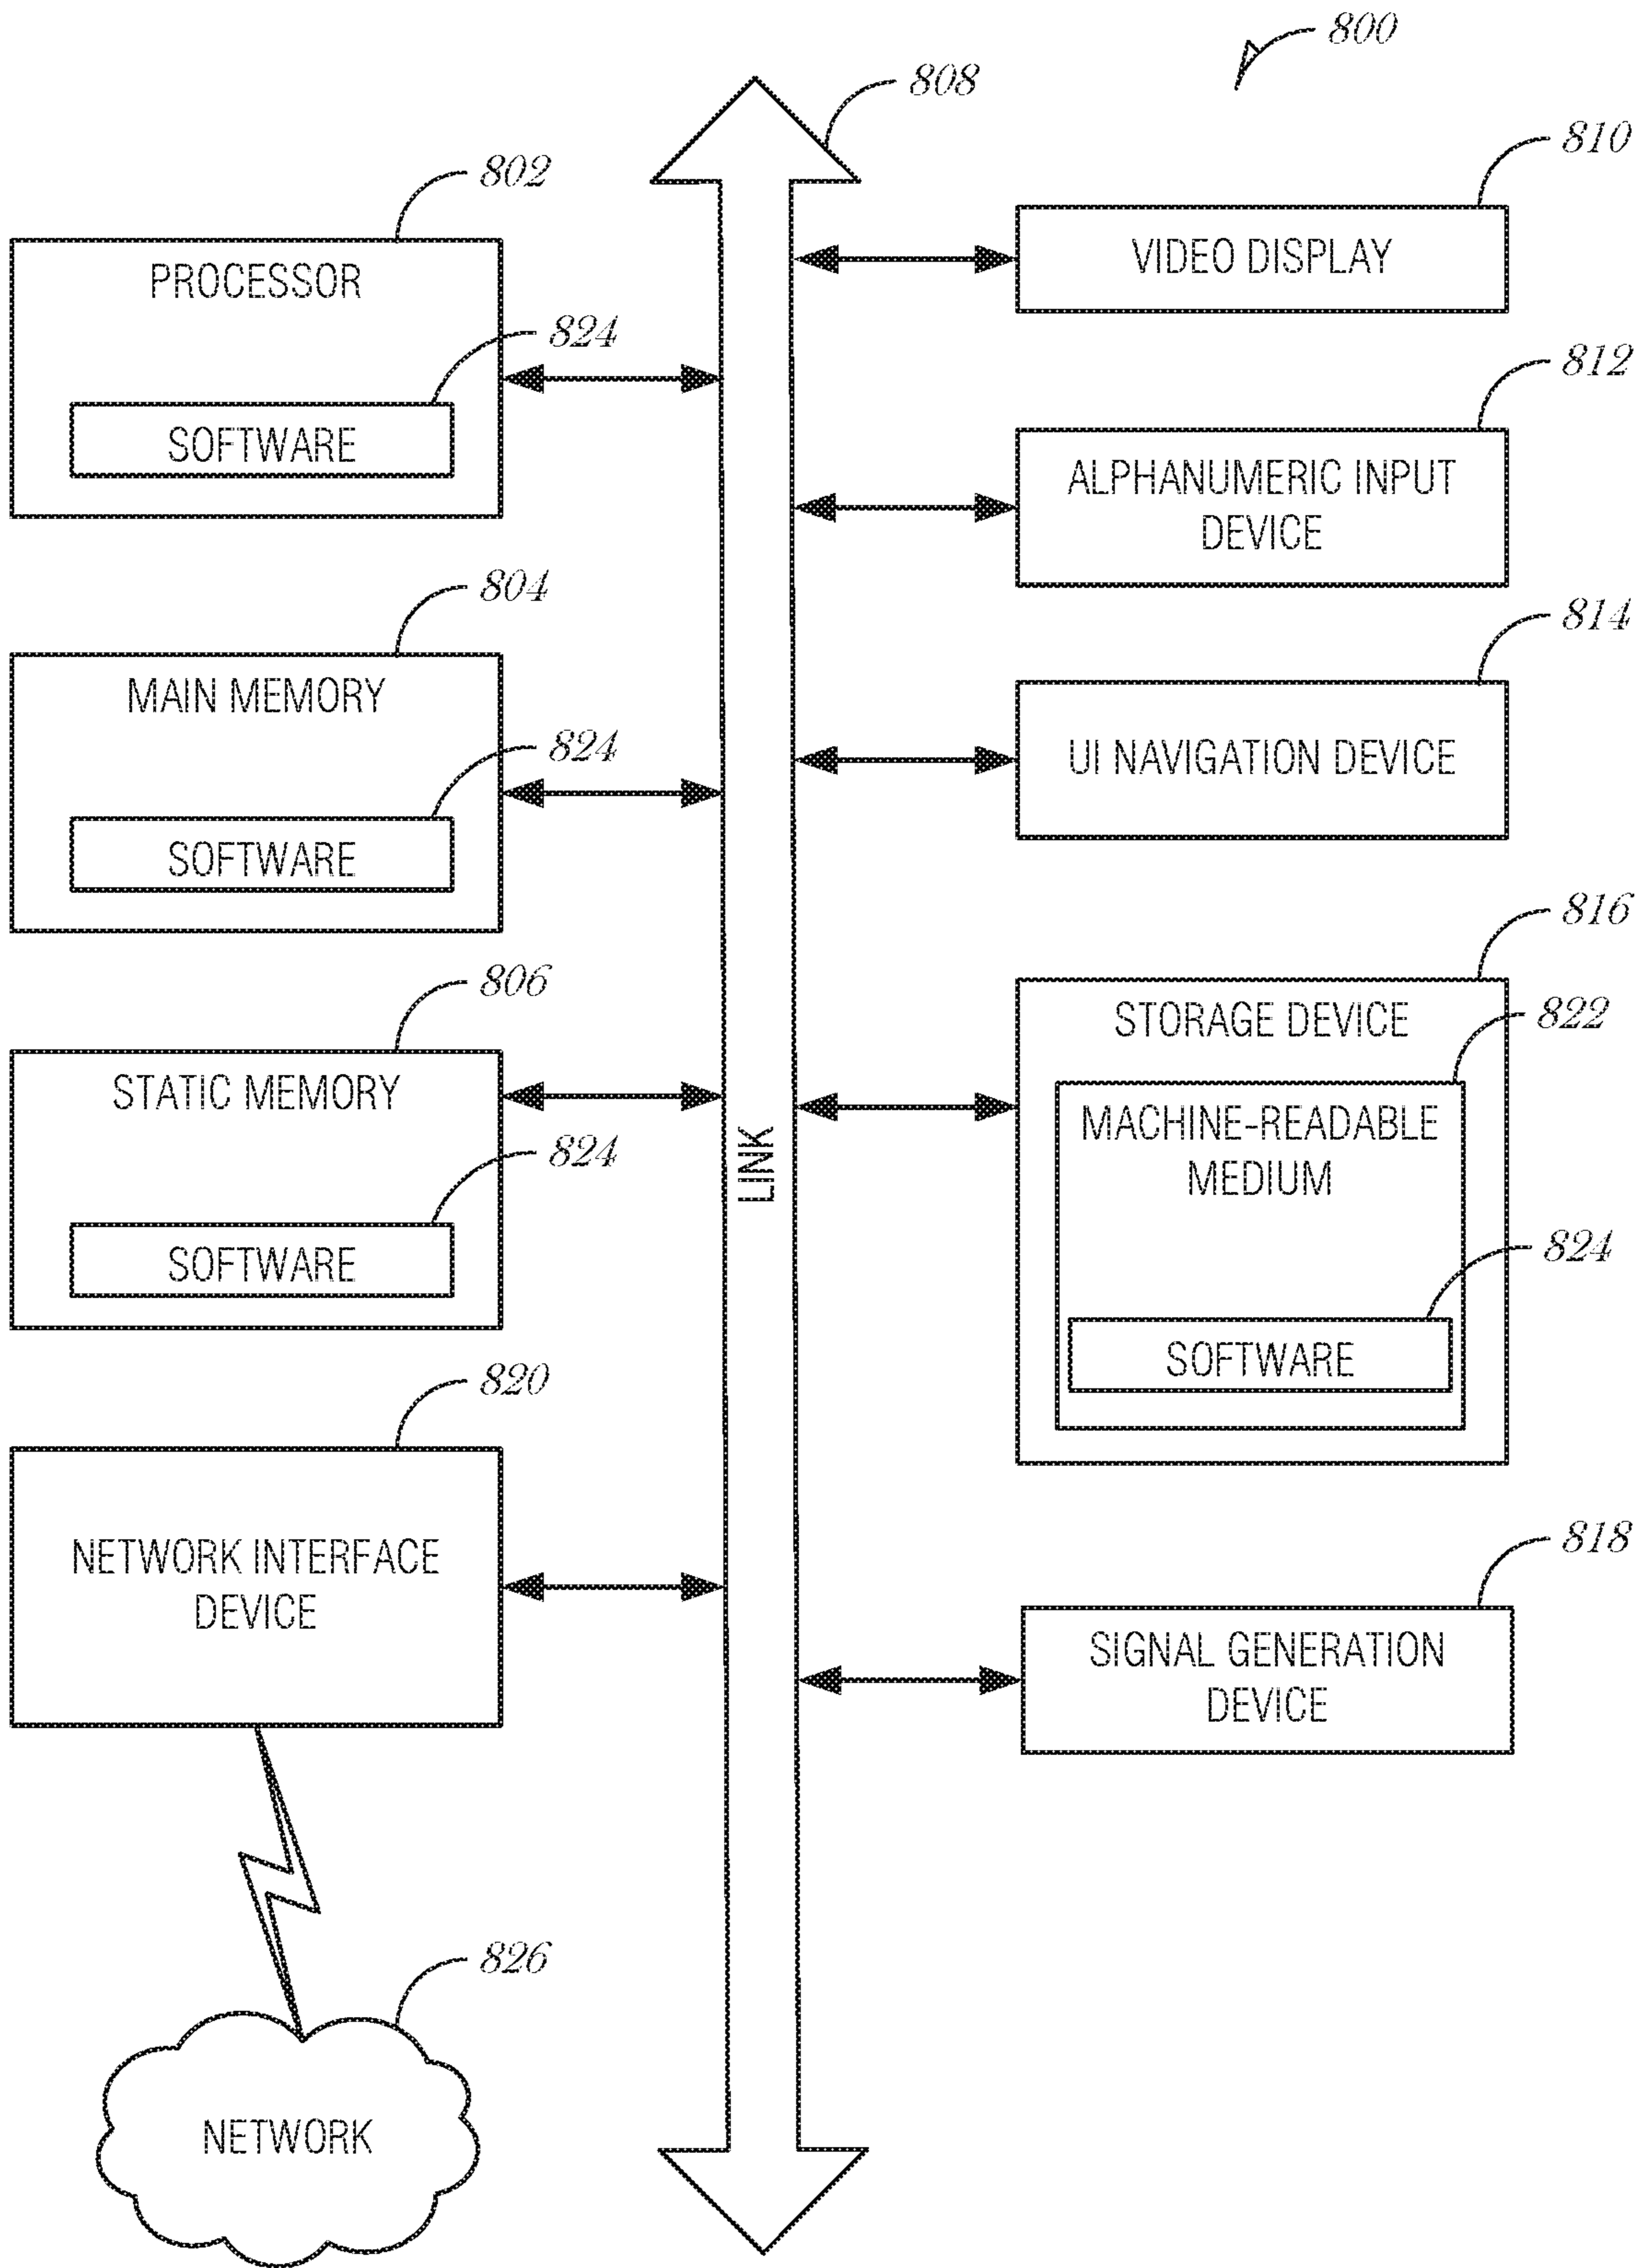 800
808
810
VIDEO DISPLAY
802
PROCESSOR
824
SOFTWARE
812
ALPHANUMERIC INPUT
DEVICE
804
MAIN MEMORY
824
SOFTWARE
814
UI NAVIGATION DEVICE
806
STATIC MEMORY
824
SOFTWARE
LINK
816
STORAGE DEVICE
822
MACHINE-READABLE
MEDIUM
824
SOFTWARE
820
NETWORK INTERFACE
DEVICE
818
SIGNAL GENERATION
DEVICE
826
NETWORK